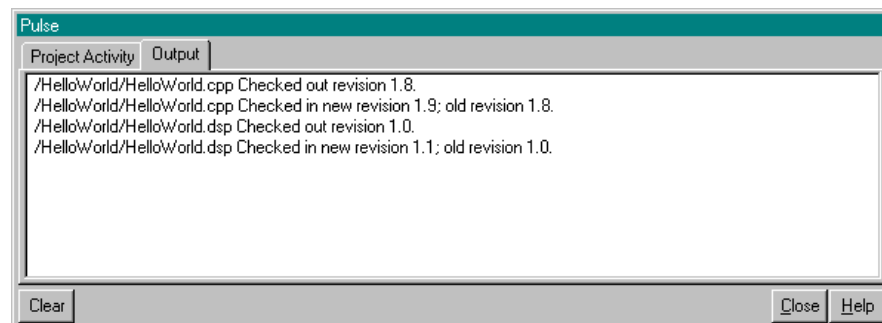 Pulse
Project Activity
Output
/HelloWorld/HelloWorld.cpp Checked out revision 1.8.
/HelloWorld/HelloWorld.cpp Checked in new revision 1.9; old revision 1.8.
/HelloWorld/HelloWorld.dsp Checked out revision 1.0.
/HelloWorld/HelloWorld.dsp Checked in new revision 1.1; old revision 1.0.
Clear
Close
Help